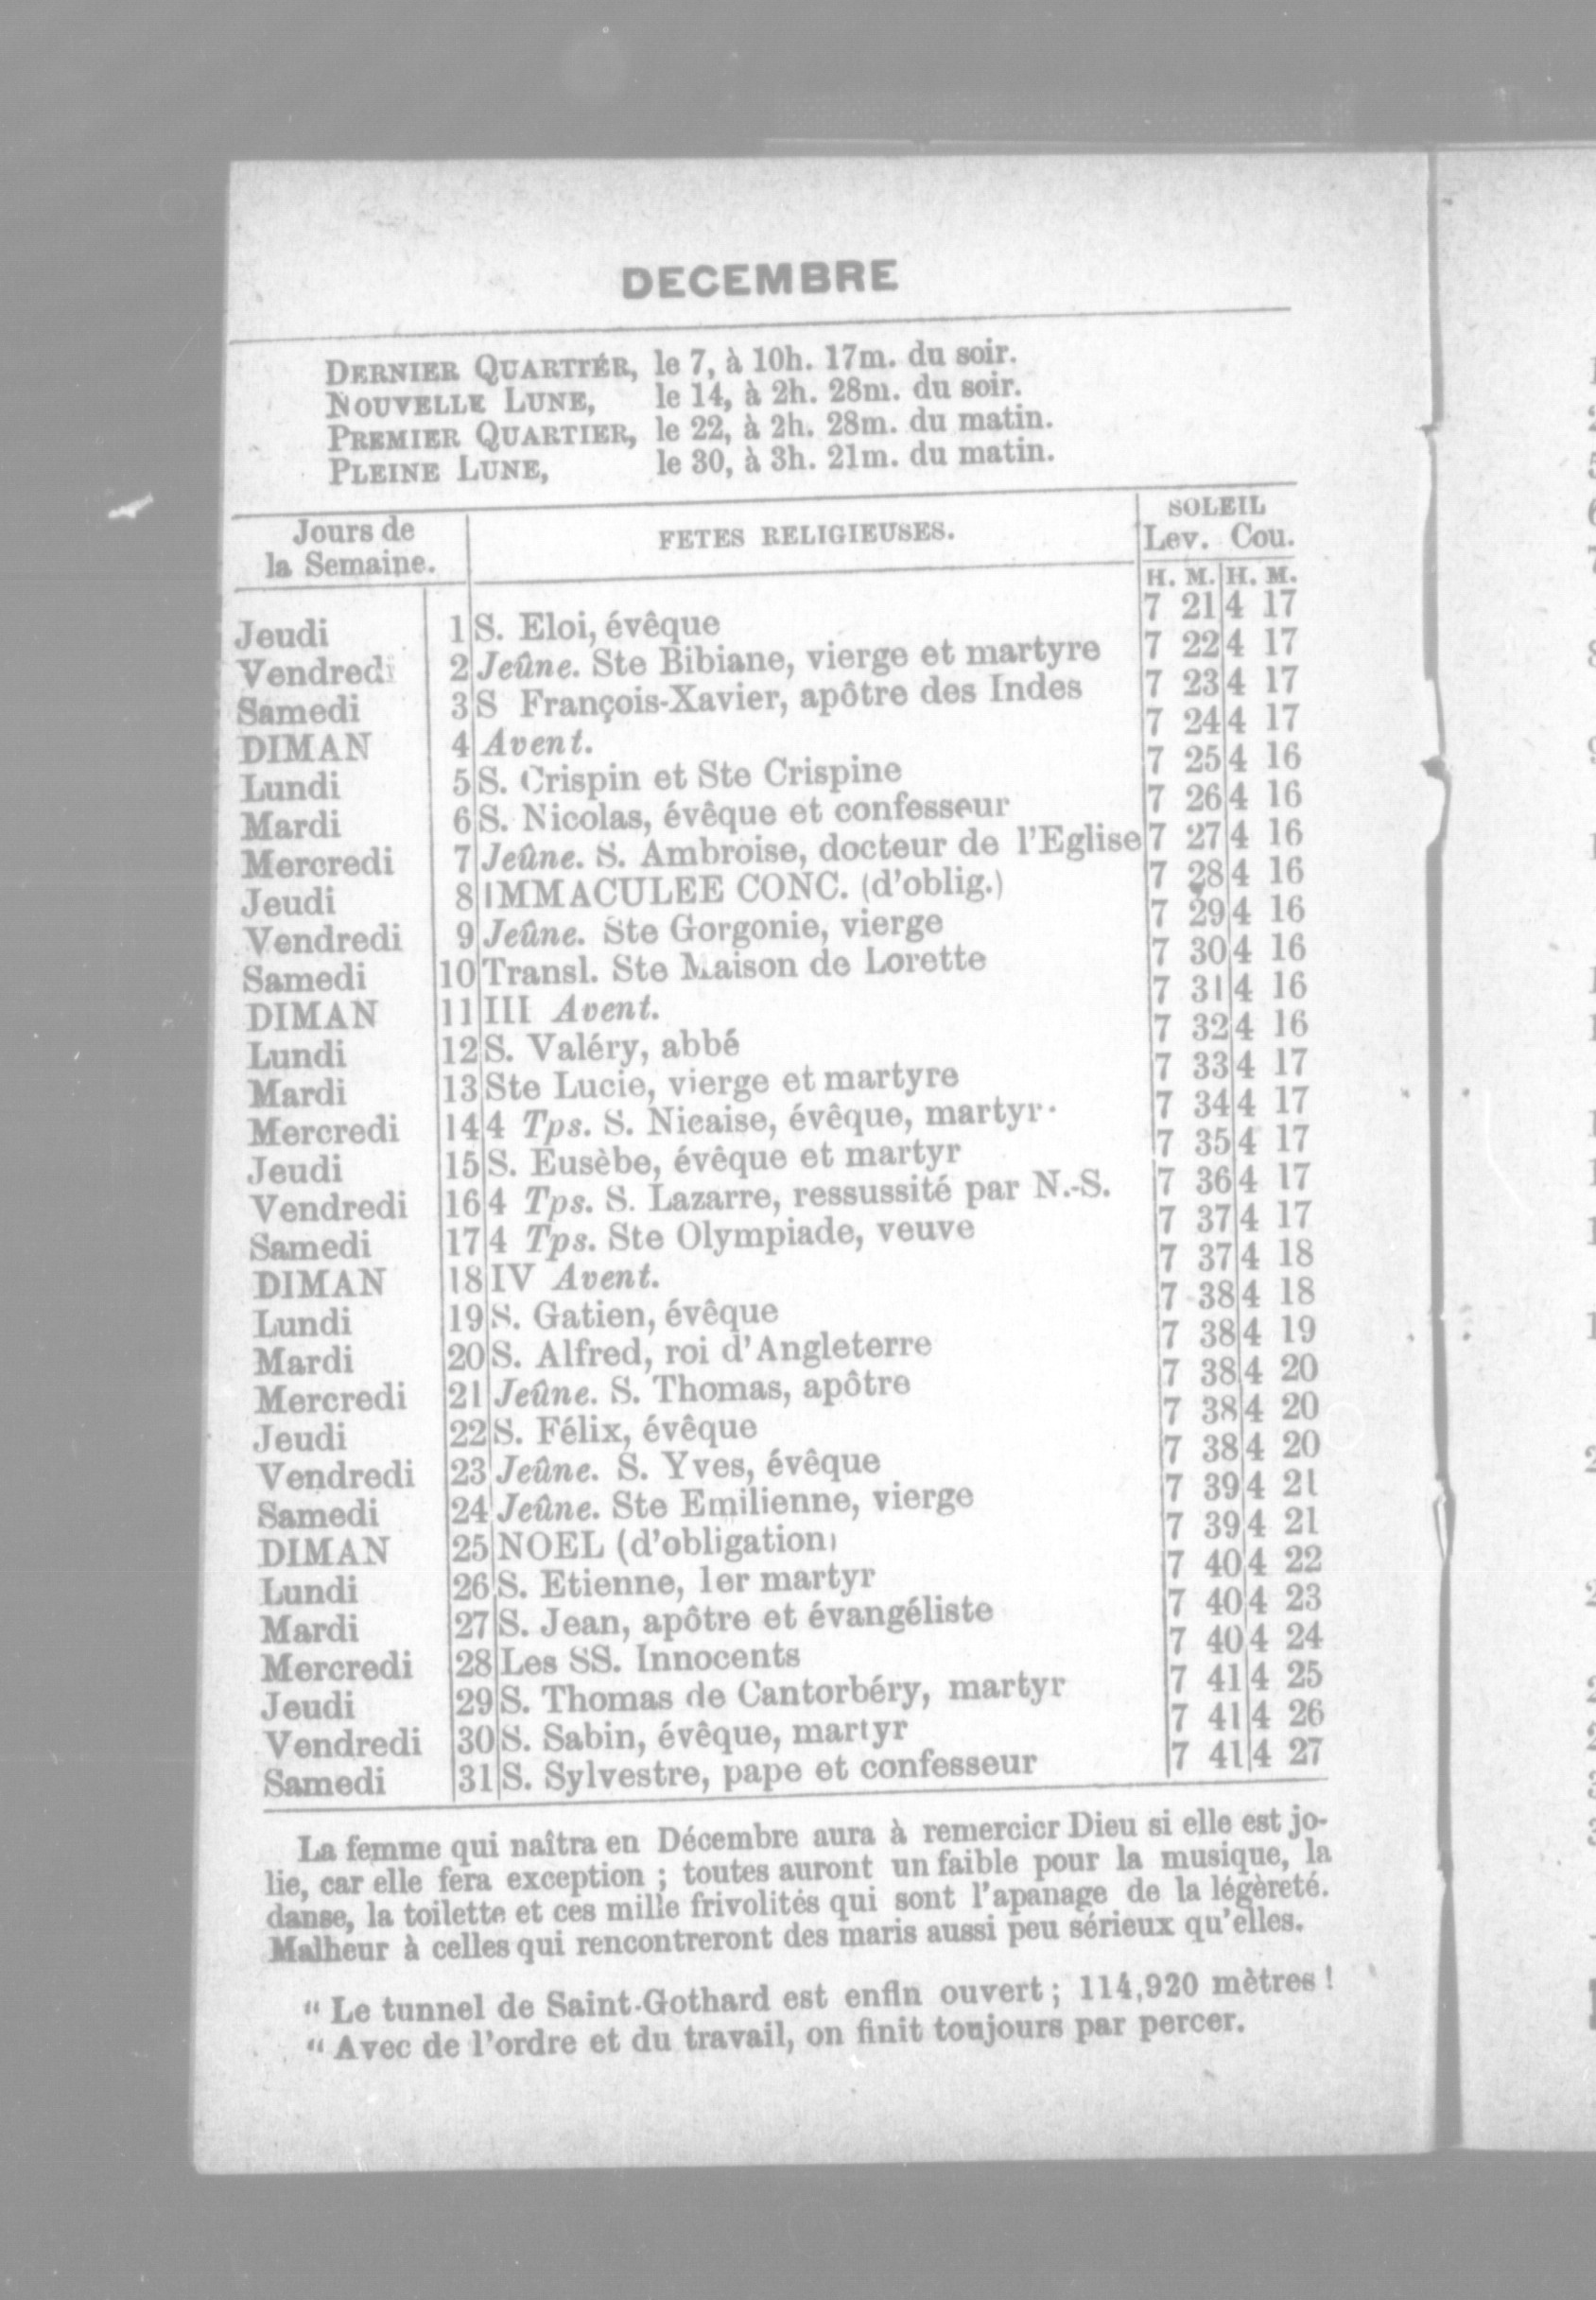 DECEMBRE
DERNIER QUARTIER, le 7, à 10h. 17m. du soir.
NOUVELLE LUNE, le 14, à 2h. 28m. du soir.
PREMIER QUARTIER, le 22, à 2h. 28m. du matin.
PLEINE LUNE, le 30, à 3h. 21m. du matin.
Jours de la Semaine. FETES RELIGIEUSES. SOLEIL Lev. Cou.
H. M. H. M.
Jeudi 1 S. Eloi, évêque 7 21 4 17
Vendredi 2 Jeûne. Ste Bibiane, vierge et martyre 7 22 4 17
Samedi 3 S François-Xavier, apôtre des Indes 7 23 4 17
DIMAN 4 Avent. 7 24 4 17
Lundi 5 S. Crispin et Ste Crispine 7 25 4 16
Mardi 6 S. Nicolas, évêque et confesseur 7 26 4 16
Mercredi 7 Jeûne. S. Ambroise, docteur de l'Eglise 7 27 4 16
Jeudi 8 IMMACULEE CONC. (d'oblig.) 7 28 4 16
Vendredi 9 Jeûne. Ste Gorgonie, vierge 7 29 4 16
Samedi 10 Transl. Ste Maison de Lorette 7 30 4 16
DIMAN 11 III Avent. 7 31 4 16
Lundi 12 S. Valéry, abbé 7 32 4 16
Mardi 13 Ste Lucie, vierge et martyre 7 33 4 17
Mercredi 14 4 Tps. S. Nicaise, évêque, martyr. 7 34 4 17
Jeudi 15 S. Eusèbe, évêque et martyr 7 35 4 17
Vendredi 16 4 Tps. S. Lazarre, ressussité par N.-S. 7 36 4 17
Samedi 17 4 Tps. Ste Olympiade, veuve 7 37 4 17
DIMAN 18 IV Avent. 7 37 4 18
Lundi 19 S. Gatien, évêque 7 38 4 18
Mardi 20 S. Alfred, roi d'Angleterre 7 38 4 19
Mercredi 21 Jeûne. S. Thomas, apôtre 7 38 4 20
Jeudi 22 S. Félix, évêque 7 38 4 20
Vendredi 23 Jeûne. S. Yves, évêque 7 38 4 20
Samedi 24 Jeûne. Ste Emilienne, vierge 7 39 4 21
DIMAN 25 NOEL (d'obligation) 7 39 4 21
Lundi 26 S. Etienne, 1er martyr 7 40 4 22
Mardi 27 S. Jean, apôtre et évangéliste 7 40 4 23
Mercredi 28 Les SS. Innocents 7 40 4 24
Jeudi 29 S. Thomas de Cantorbéry, martyr 7 41 4 25
Vendredi 30 S. Sabin, évêque, martyr 7 41 4 26
Samedi 31 S. Sylvestre, pape et confesseur 7 41 4 27
La femme qui naîtra en Décembre aura à remercicr Dieu si elle est jo-
lie, car elle fera exception ; toutes auront un faible pour la musique, la
danse, la toilette et ces mille frivolités qui sont l'apanage de la légèreté.
Malheur à celles qui rencontreront des maris aussi peu sérieux qu'elles.
“ Le tunnel de Saint-Gothard est enfin ouvert ; 114,920 mètres !
“ Avec de l'ordre et du travail, on finit toujours par percer.